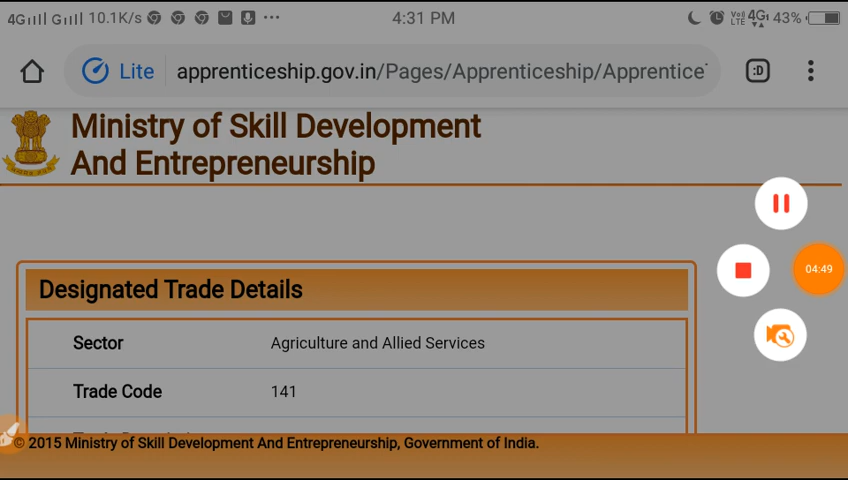 4G G 10.1K/s 4:31 PM VoLTE 4G 43%
Lite apprenticeship.gov.in/Pages/Apprenticeship/Apprentice :D
Ministry of Skill Development
And Entrepreneurship
04:49
Designated Trade Details
Sector Agriculture and Allied Services
Trade Code 141
© 2015 Ministry of Skill Development And Entrepreneurship, Government of India.